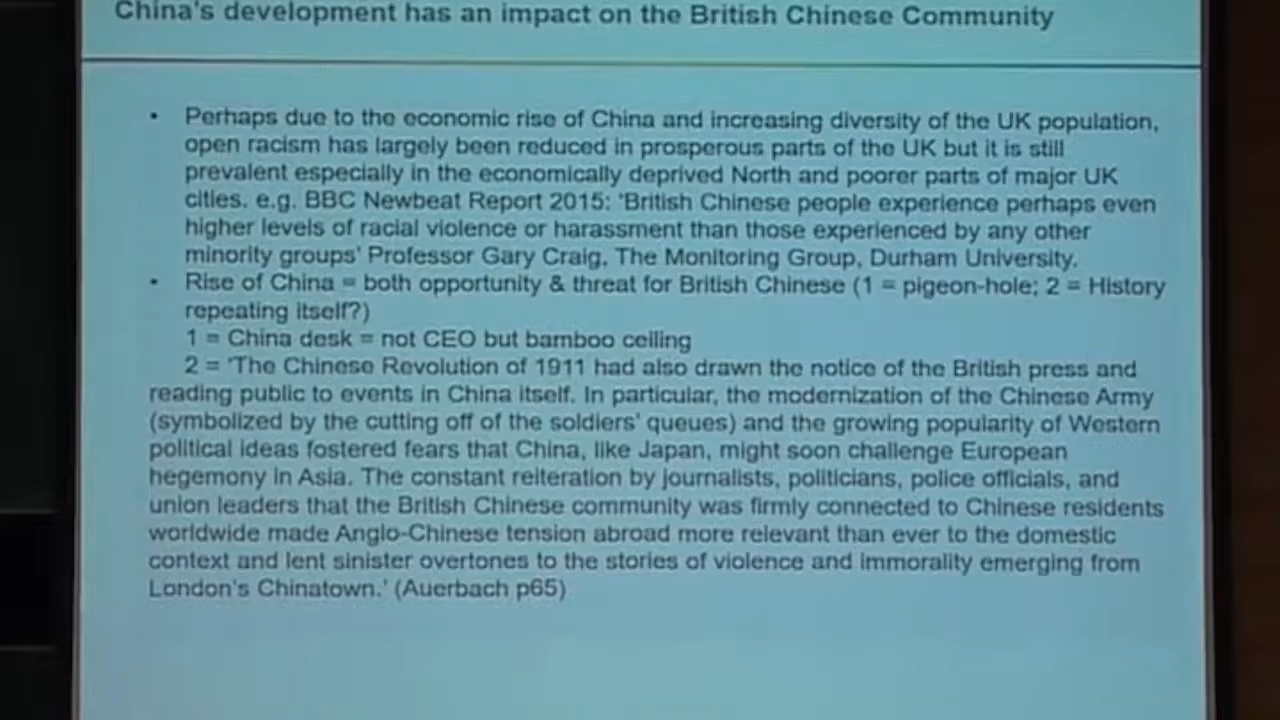 China's development has an impact on the British Chinese Community
• Perhaps due to the economic rise of China and increasing diversity of the UK population,
open racism has largely been reduced in prosperous parts of the UK but it is still
prevalent especially in the economically deprived North and poorer parts of major UK
cities. e.g. BBC Newbeat Report 2015: 'British Chinese people experience perhaps even
higher levels of racial violence or harassment than those experienced by any other
minority groups' Professor Gary Craig, The Monitoring Group, Durham University.
• Rise of China = both opportunity & threat for British Chinese (1 = pigeon-hole; 2 = History
repeating itself?)
1 = China desk = not CEO but bamboo ceiling
2 = 'The Chinese Revolution of 1911 had also drawn the notice of the British press and
reading public to events in China itself. In particular, the modernization of the Chinese Army
(symbolized by the cutting off of the soldiers' queues) and the growing popularity of Western
political ideas fostered fears that China, like Japan, might soon challenge European
hegemony in Asia. The constant reiteration by journalists, politicians, police officials, and
union leaders that the British Chinese community was firmly connected to Chinese residents
worldwide made Anglo-Chinese tension abroad more relevant than ever to the domestic
context and lent sinister overtones to the stories of violence and immorality emerging from
London's Chinatown.' (Auerbach p65)